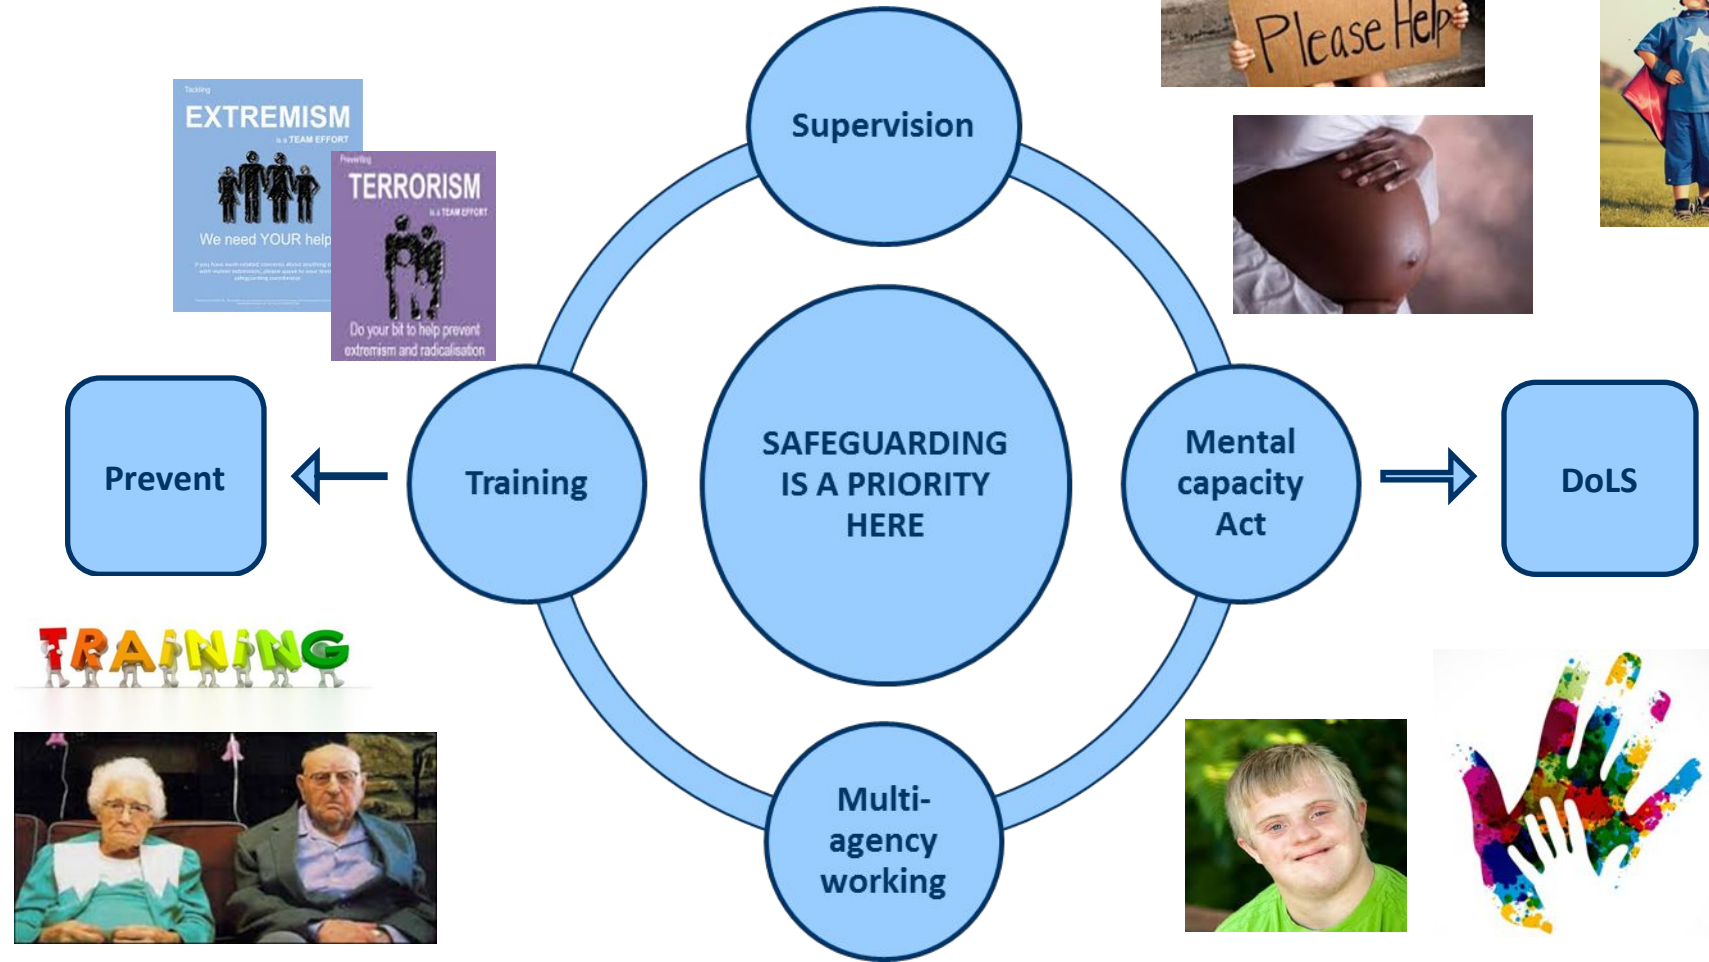 Please Help
Supervision
Tackling
EXTREMISM
is a TEAM EFFORT
We need YOUR help
Preventing
TERRORISM
is a TEAM EFFORT
Do your bit to help prevent
extremism and radicalisation
Prevent
Training
SAFEGUARDING
IS A PRIORITY
HERE
Mental
capacity
Act
DoLS
TRAINING
Multi-
agency
working